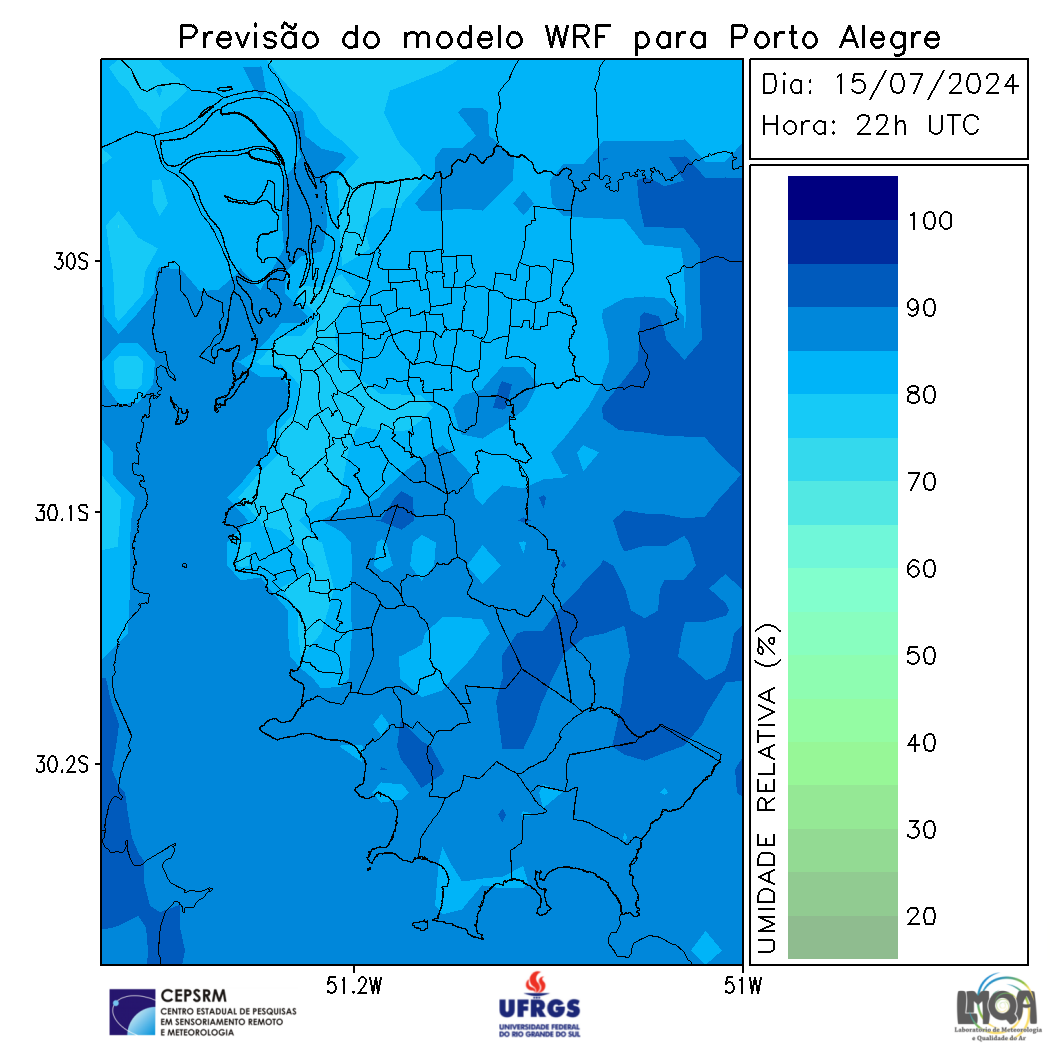 Previsão do modelo WRF para Porto Alegre
Dia: 15/07/2024
Hora: 22h UTC
30S
30.1S
30.2S
51.2W
51W
UMIDADE RELATIVA (%)
100
90
80
70
60
50
40
30
20
CEPSRM
CENTRO ESTADUAL DE PESQUISAS
EM SENSORIAMENTO REMOTO
E METEOROLOGIA
UFRGS
UNIVERSIDADE FEDERAL
DO RIO GRANDE DO SUL
LMQA
Laboratório de Meteorologia
e Qualidade do Ar